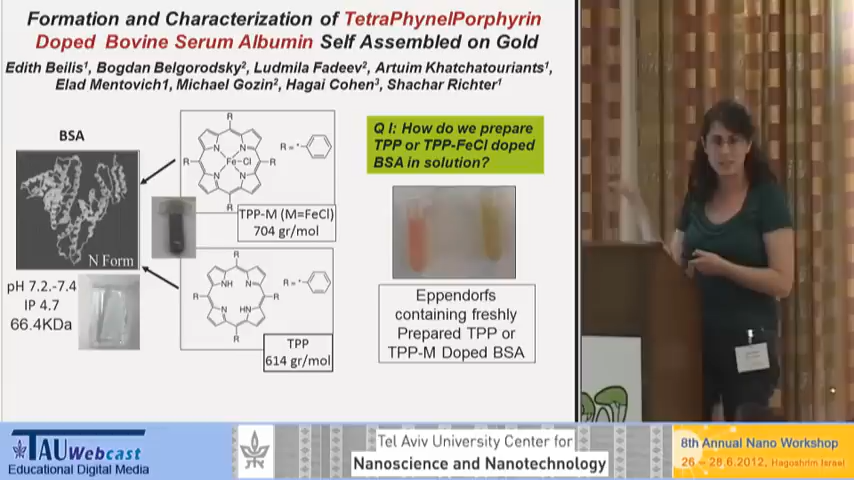 Formation and Characterization of TetraPhynelPorphyrin
Doped Bovine Serum Albumin Self Assembled on Gold
Edith Beilis1, Bogdan Belgorodsky2, Ludmila Fadeev2, Artuim Khatchatouriants1,
Elad Mentovich1, Michael Gozin2, Hagai Cohen3, Shachar Richter1
BSA
N Form
pH 7.2.-7.4
IP 4.7
66.4KDa
R
R
R
R
N
N
N
N
Fe-Cl
R=
TPP-M (M=FeCl)
704 gr/mol
R
R
R
R
NH
N
N
HN
R=
TPP
614 gr/mol
Q I: How do we prepare
TPP or TPP-FeCl doped
BSA in solution?
Eppendorfs
containing freshly
Prepared TPP or
TPP-M Doped BSA
TAU Webcast
Educational Digital Media
Tel Aviv University Center for
Nanoscience and Nanotechnology
8th Annual Nano Workshop
26 – 28.6.2012, Hagoshrim Israel